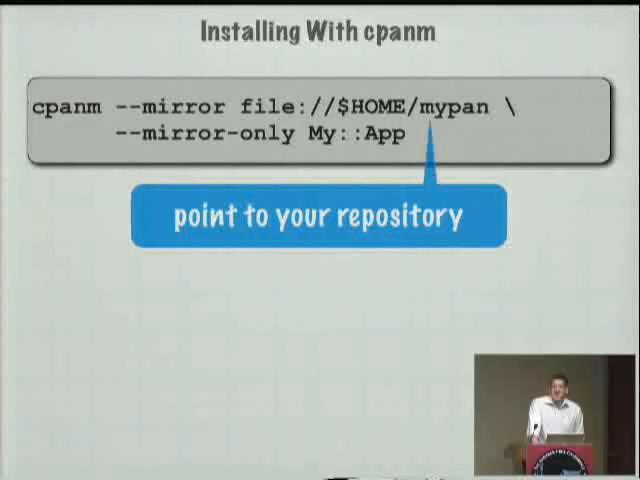 Installing With cpanm
cpanm --mirror file://$HOME/mypan \
--mirror-only My::App
point to your repository